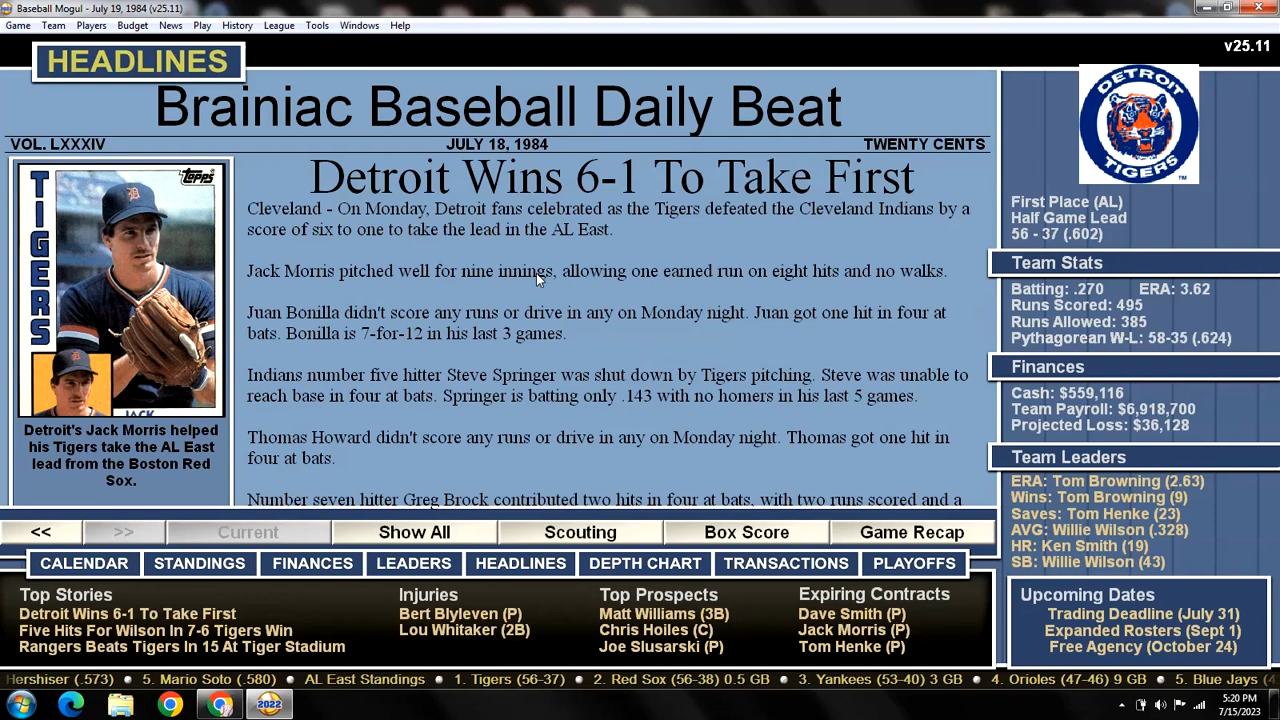 Baseball Mogul - July 19, 1984 (v25.11)
Game Team Players Budget News Play History League Tools Windows Help
HEADLINES
v25.11
Brainiac Baseball Daily Beat
VOL. LXXXIV JULY 18, 1984 TWENTY CENTS
TIGERS
Topps
JACK
Detroit's Jack Morris helped
his Tigers take the AL East
lead from the Boston Red
Sox.
Detroit Wins 6-1 To Take First
Cleveland - On Monday, Detroit fans celebrated as the Tigers defeated the Cleveland Indians by a
score of six to one to take the lead in the AL East.
Jack Morris pitched well for nine innings, allowing one earned run on eight hits and no walks.
Juan Bonilla didn't score any runs or drive in any on Monday night. Juan got one hit in four at
bats. Bonilla is 7-for-12 in his last 3 games.
Indians number five hitter Steve Springer was shut down by Tigers pitching. Steve was unable to
reach base in four at bats. Springer is batting only .143 with no homers in his last 5 games.
Thomas Howard didn't score any runs or drive in any on Monday night. Thomas got one hit in
four at bats.
Number seven hitter Greg Brock contributed two hits in four at bats, with two runs scored and a
DETROIT
TIGERS
TM
First Place (AL)
Half Game Lead
56 - 37 (.602)
Team Stats
Batting: .270 ERA: 3.62
Runs Scored: 495
Runs Allowed: 385
Pythagorean W-L: 58-35 (.624)
Finances
Cash: $559,116
Team Payroll: $6,918,700
Projected Loss: $36,128
Team Leaders
ERA: Tom Browning (2.63)
Wins: Tom Browning (9)
Saves: Tom Henke (23)
AVG: Willie Wilson (.328)
HR: Ken Smith (19)
SB: Willie Wilson (43)
<< >> Current Show All Scouting Box Score Game Recap
CALENDAR STANDINGS FINANCES LEADERS HEADLINES DEPTH CHART TRANSACTIONS PLAYOFFS
Top Stories
Detroit Wins 6-1 To Take First
Five Hits For Wilson In 7-6 Tigers Win
Rangers Beats Tigers In 15 At Tiger Stadium
Injuries
Bert Blyleven (P)
Lou Whitaker (2B)
Top Prospects
Matt Williams (3B)
Chris Hoiles (C)
Joe Slusarski (P)
Expiring Contracts
Dave Smith (P)
Jack Morris (P)
Tom Henke (P)
Upcoming Dates
Trading Deadline (July 31)
Expanded Rosters (Sept 1)
Free Agency (October 24)
Hershiser (.573) • 5. Mario Soto (.580) • AL East Standings • 1. Tigers (56-37) • 2. Red Sox (56-38) 0.5 GB • 3. Yankees (53-40) 3 GB • 4. Orioles (47-46) 9 GB • 5. Blue Jays
2022
5:20 PM
7/15/2023